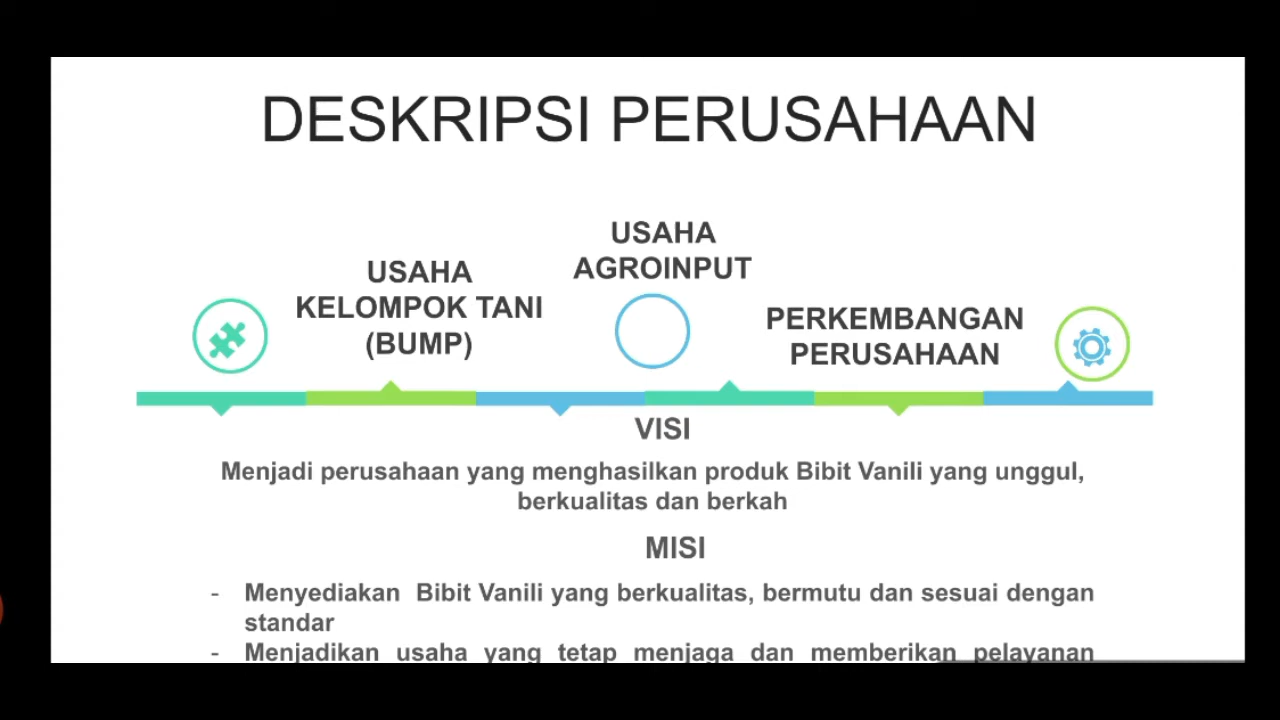 DESKRIPSI PERUSAHAAN
USAHA
KELOMPOK TANI
(BUMP)
USAHA
AGROINPUT
PERKEMBANGAN
PERUSAHAAN
VISI
Menjadi perusahaan yang menghasilkan produk Bibit Vanili yang unggul,
berkualitas dan berkah
MISI
- Menyediakan Bibit Vanili yang berkualitas, bermutu dan sesuai dengan
standar
- Menjadikan usaha yang tetap menjaga dan memberikan pelayanan